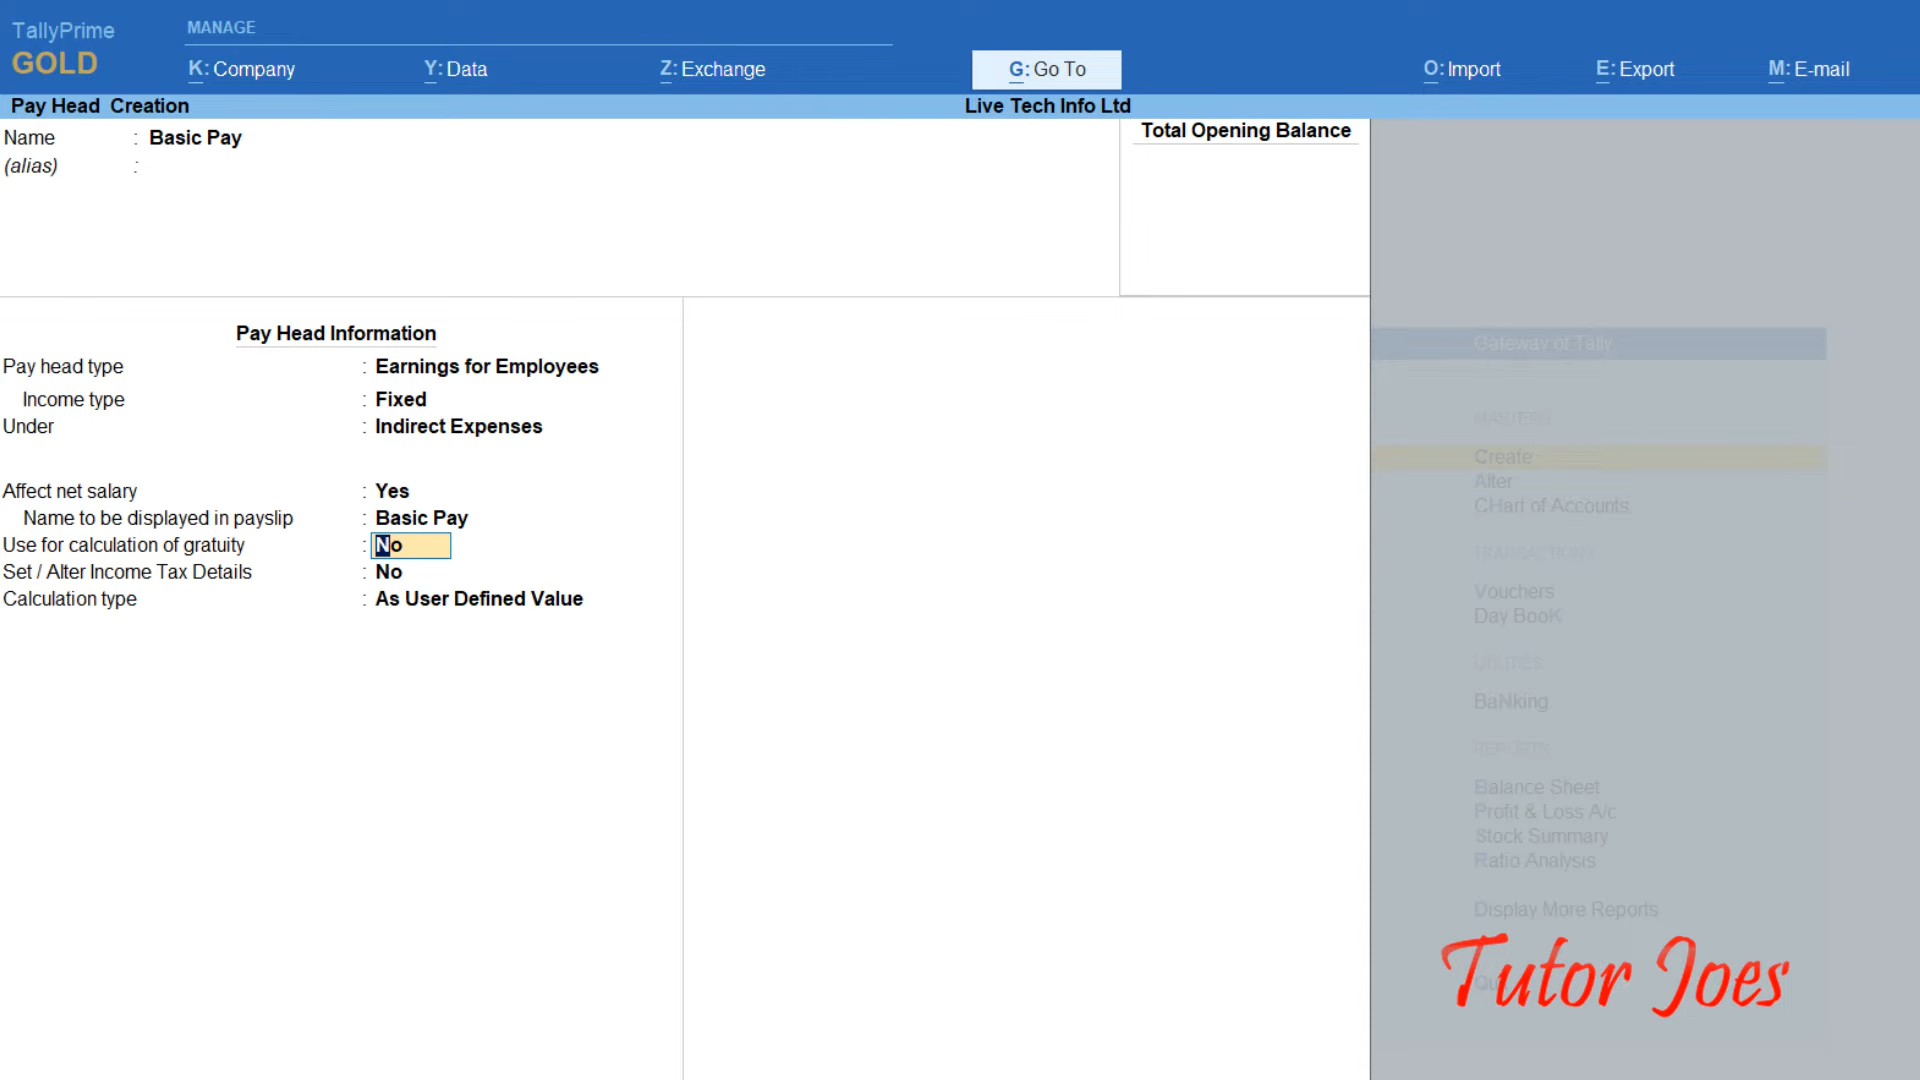 TallyPrime
GOLD
MANAGE
K: Company
Y: Data
Z: Exchange
G: Go To
O: Import
E: Export
M: E-mail
Pay Head Creation
Live Tech Info Ltd
Name : Basic Pay
(alias) :
Total Opening Balance
Pay Head Information
Pay head type : Earnings for Employees
Income type : Fixed
Under : Indirect Expenses
Affect net salary : Yes
Name to be displayed in payslip : Basic Pay
Use for calculation of gratuity : No
Set / Alter Income Tax Details : No
Calculation type : As User Defined Value
Gateway of Tally
MASTERS
Create
Alter
CHart of Accounts
TRANSACTIONS
Vouchers
Day BooK
UTILITIES
BaNking
REPORTS
Balance Sheet
Profit & Loss A/c
Stock Summary
Ratio Analysis
Display More Reports
Tutor Joes